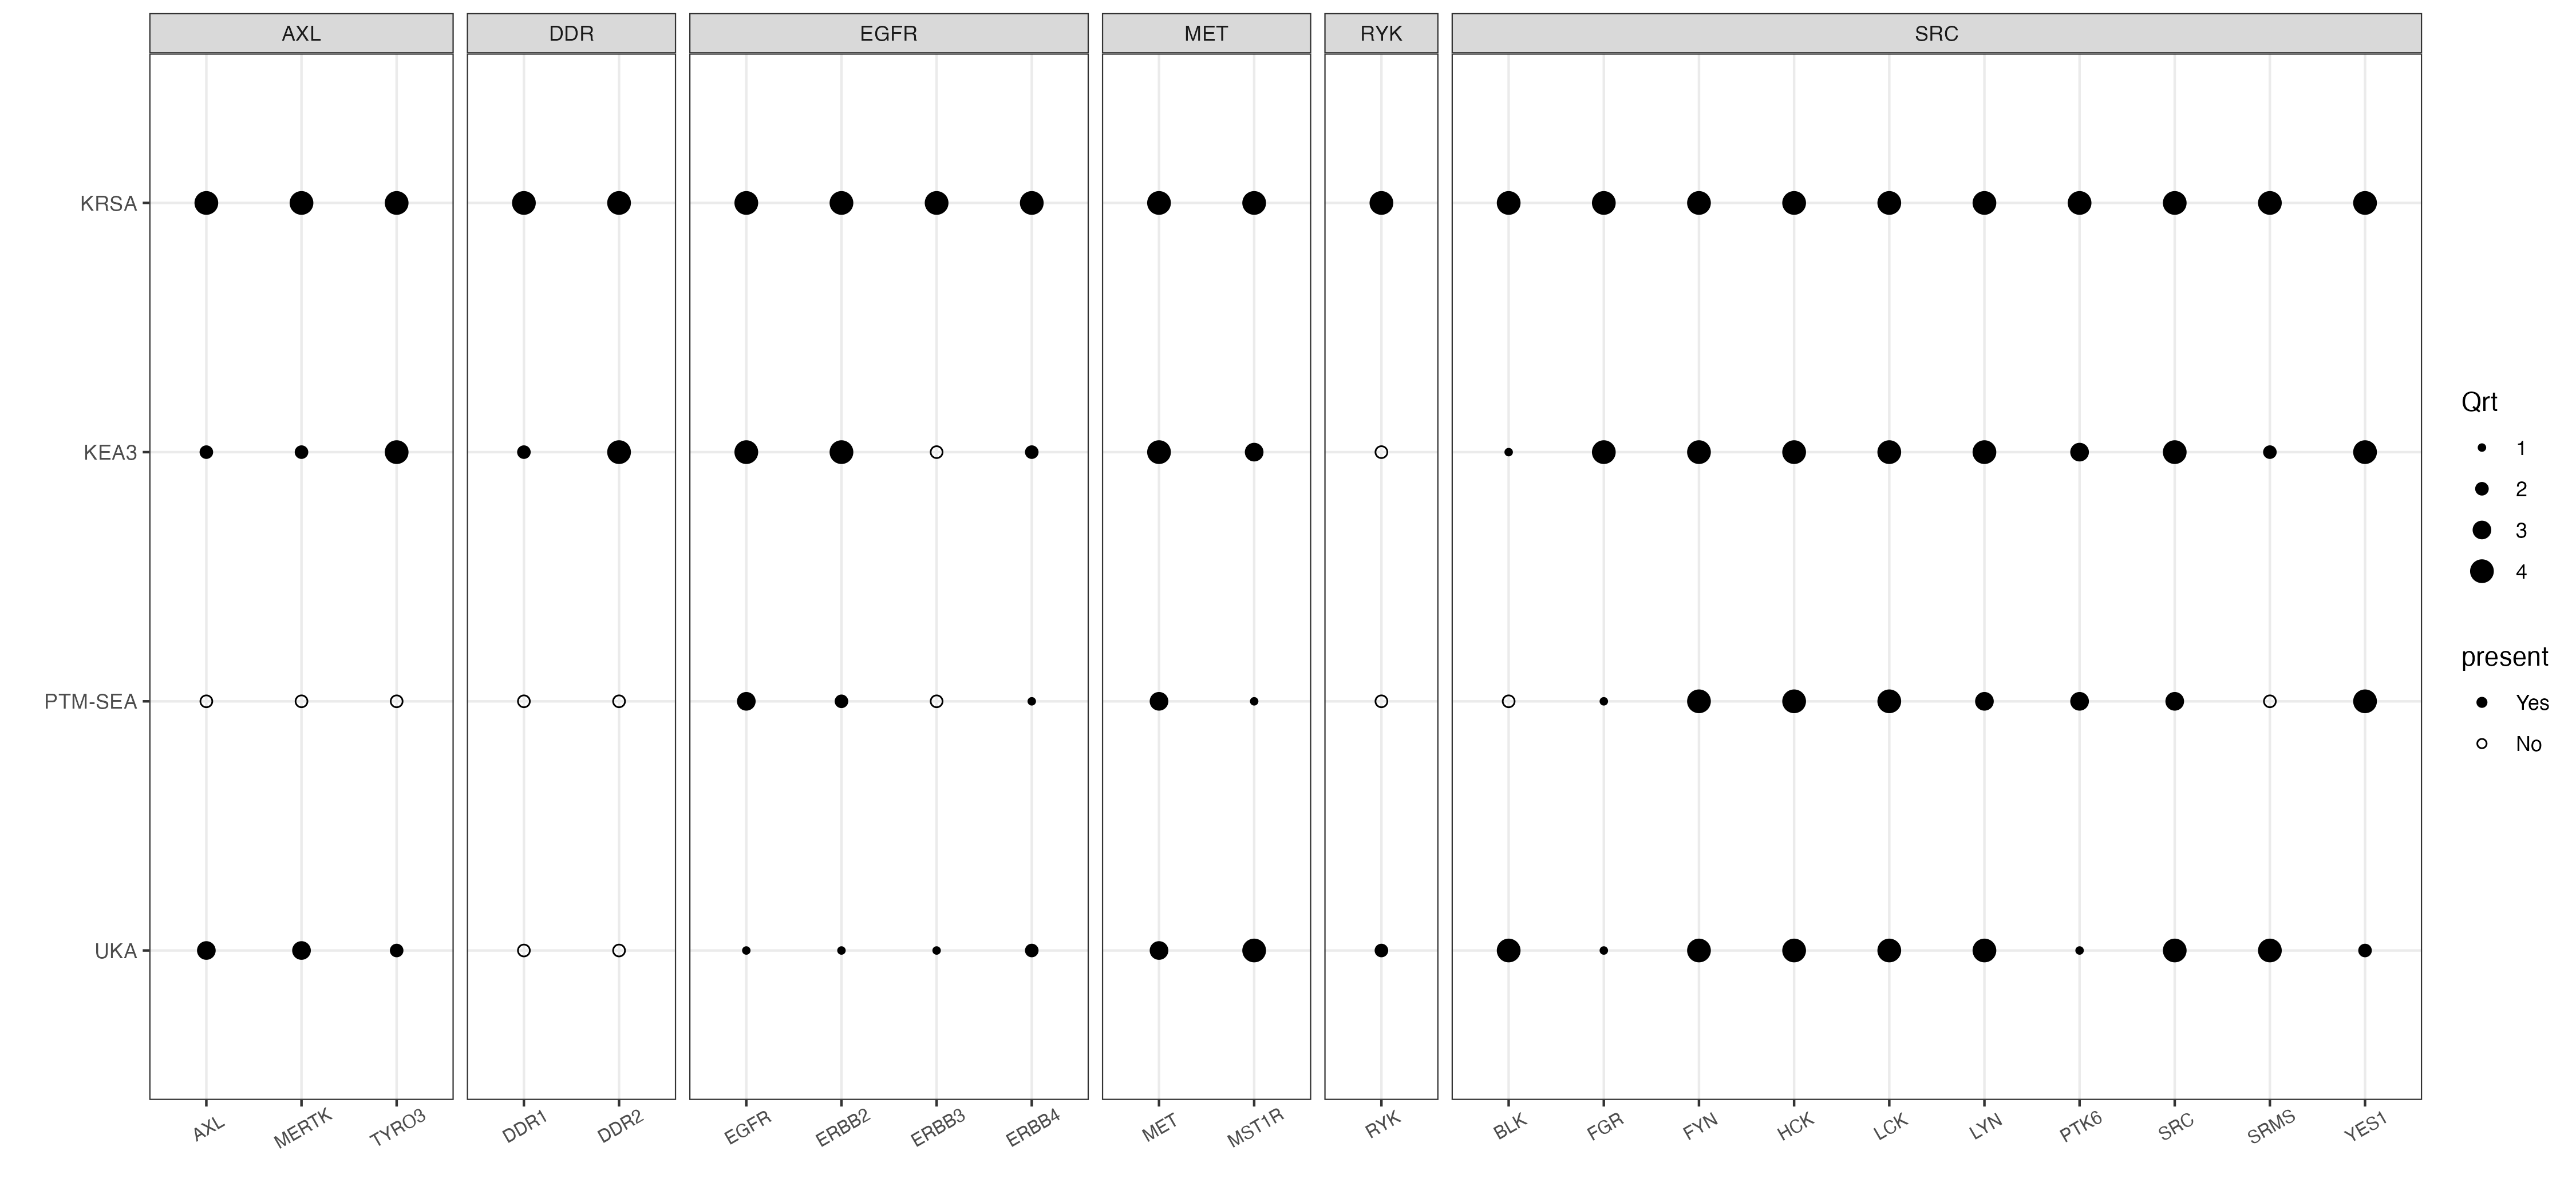 AXL DDR EGFR MET RYK SRC
KRSA
KEA3
PTM-SEA
UKA
AXL MERTK TYRO3 DDR1 DDR2 EGFR ERBB2 ERBB3 ERBB4 MET MST1R RYK BLK FGR FYN HCK LCK LYN PTK6 SRC SRMS YES1
Qrt
1
2
3
4
present
Yes
No